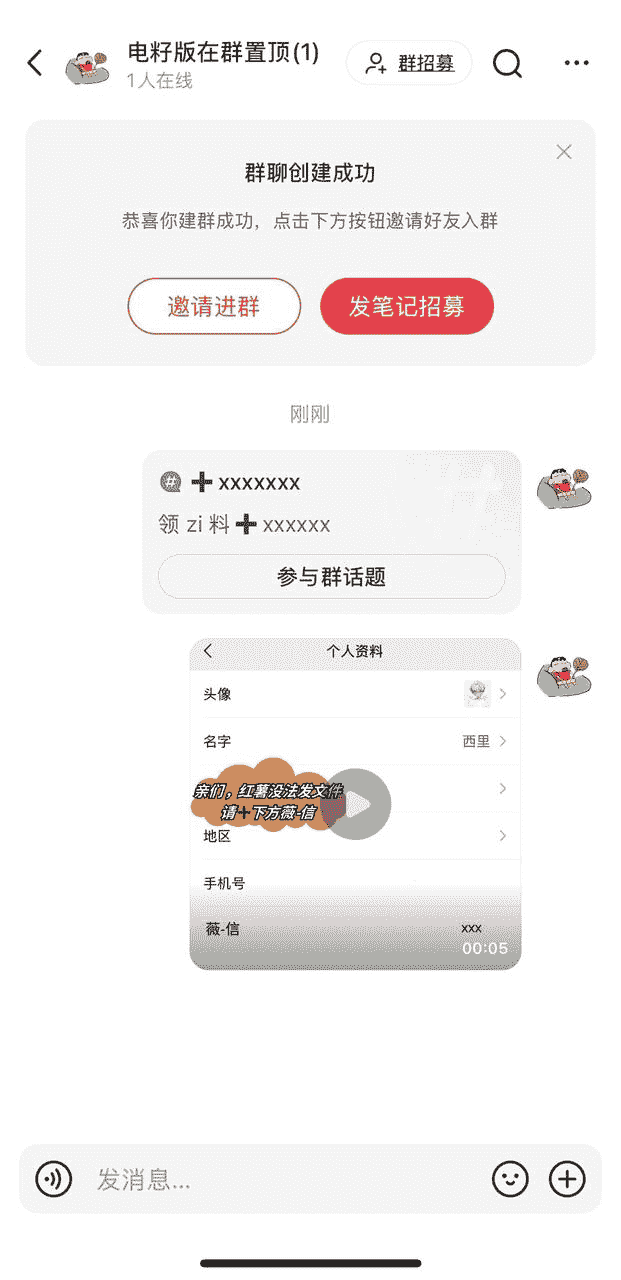 电籽版在群置顶(1)
1人在线
群招募
群聊创建成功
恭喜你建群成功，点击下方按钮邀请好友入群
邀请进群
发笔记招募
刚刚
# ➕ xxxxxxx
领 zi 料 ➕ xxxxxx
参与群话题
个人资料
头像
名字
西里
亲们，红薯没法发文件
请➕下方薇-信
地区
手机号
薇-信
xxx
00:05
发消息...